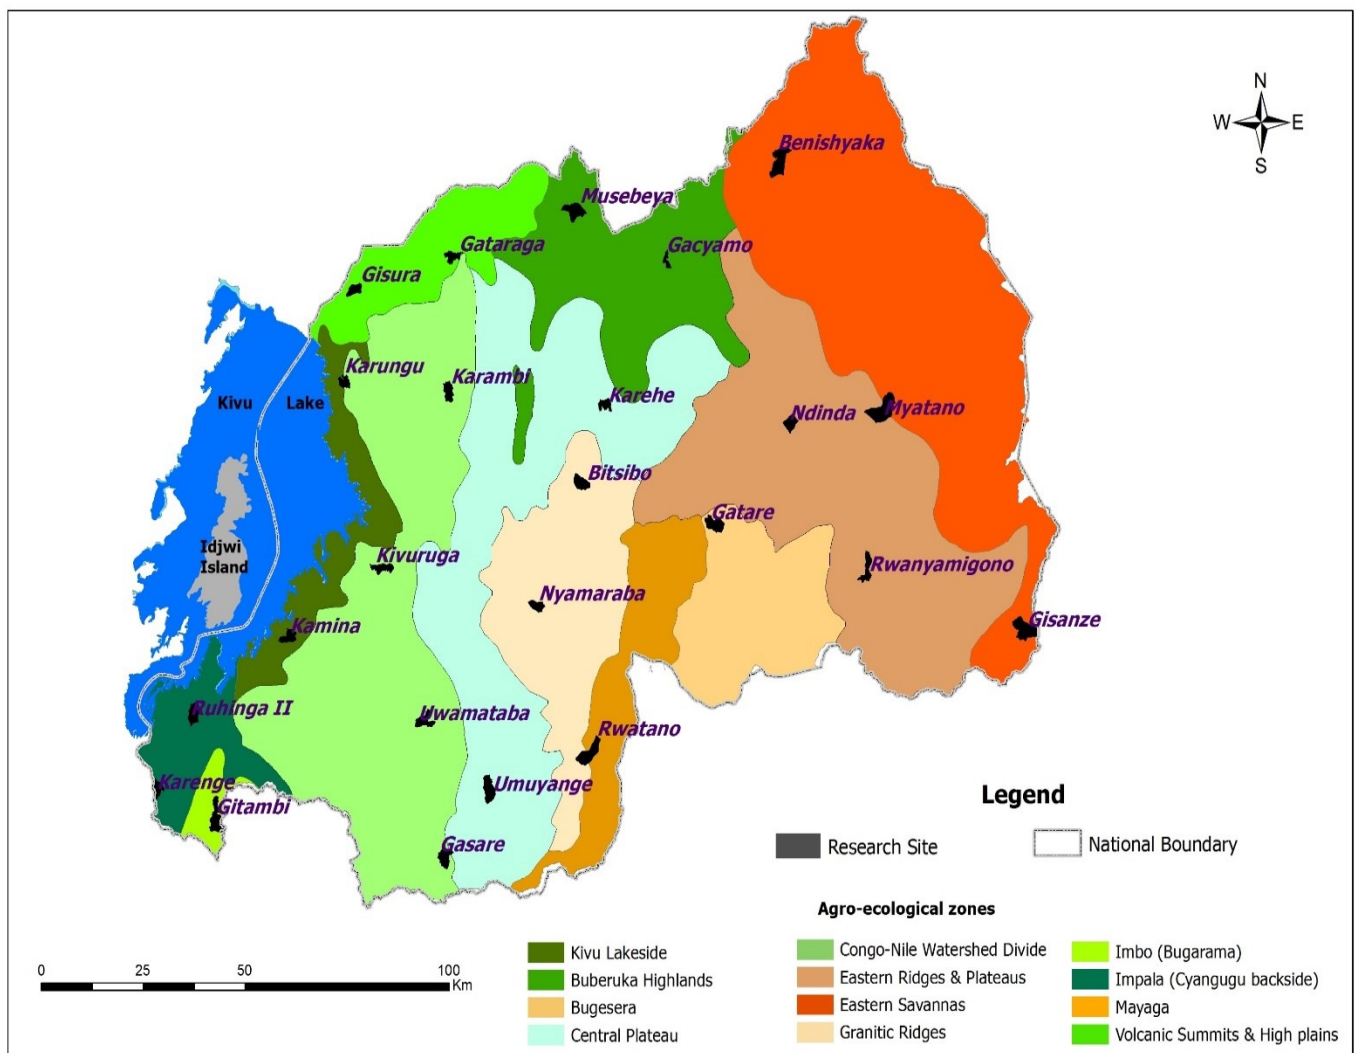 N
W E
S
Benishyaka
Musebeya
Gataraga
Gacyamo
Gisura
Karungu
Karambi
Karehe
Kivu Lake
Ndinda
Myatano
Bitsibo
Gatare
Idjwi
Island
Kivuruga
Rwanyamigono
Nyamaraba
Kamina
Gisanze
Ruhinga II
Uwamataba
Rwatano
Karenge
Umuyange
Gitambi
Gasare
Legend
Research Site
National Boundary
Agro-ecological zones
Kivu Lakeside
Buberuka Highlands
Bugesera
Central Plateau
Congo-Nile Watershed Divide
Eastern Ridges & Plateaus
Eastern Savannas
Granitic Ridges
Imbo (Bugarama)
Impala (Cyangugu backside)
Mayaga
Volcanic Summits & High plains
0 25 50 100
Km